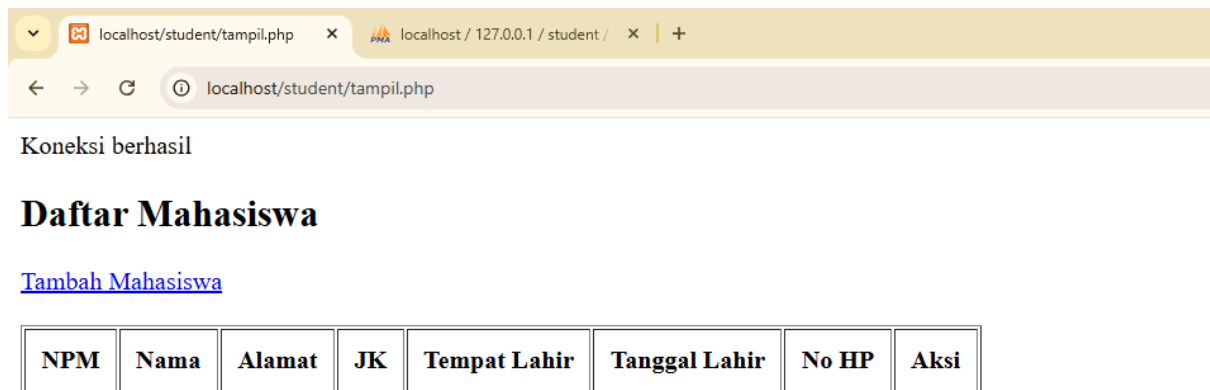 localhost/student/tampil.php
localhost / 127.0.0.1 / student /
localhost/student/tampil.php
Koneksi berhasil
Daftar Mahasiswa
Tambah Mahasiswa
NPM Nama Alamat JK Tempat Lahir Tanggal Lahir No HP Aksi